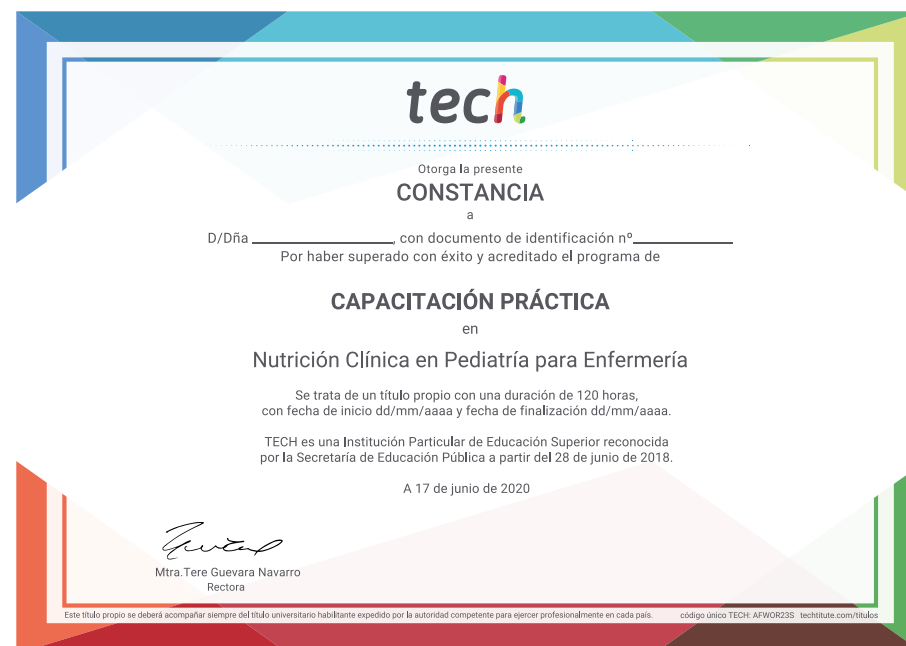 tech
Otorga la presente
CONSTANCIA
a
D/Dña ____________________, con documento de identificación nº______________
Por haber superado con éxito y acreditado el programa de
CAPACITACIÓN PRÁCTICA
en
Nutrición Clínica en Pediatría para Enfermería
Se trata de un título propio con una duración de 120 horas,
con fecha de inicio dd/mm/aaaa y fecha de finalización dd/mm/aaaa.
TECH es una Institución Particular de Educación Superior reconocida
por la Secretaría de Educación Pública a partir del 28 de junio de 2018.
A 17 de junio de 2020
Mtra.Tere Guevara Navarro
Rectora
Este título propio se deberá acompañar siempre del título universitario habilitante expedido por la autoridad competente para ejercer profesionalmente en cada país. código único TECH: AFWOR23S techtitute.com/titulos